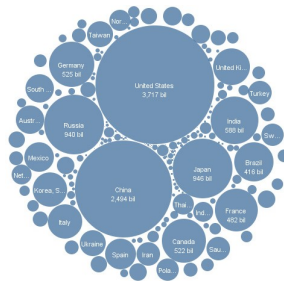 Nor...
Taiwan
Germany
525 bil
United States
3,717 bil
United Ki...
Turkey
South ...
Austr...
Russia
940 bil
India
588 bil
Sw...
Mexico
Net...
Korea, S...
China
2,494 bil
Japan
946 bil
Brazil
418 bil
Italy
Thai...
Ind...
France
482 bil
Ukraine
Spain
Iran
Canada
522 bil
Sau...
Pola...